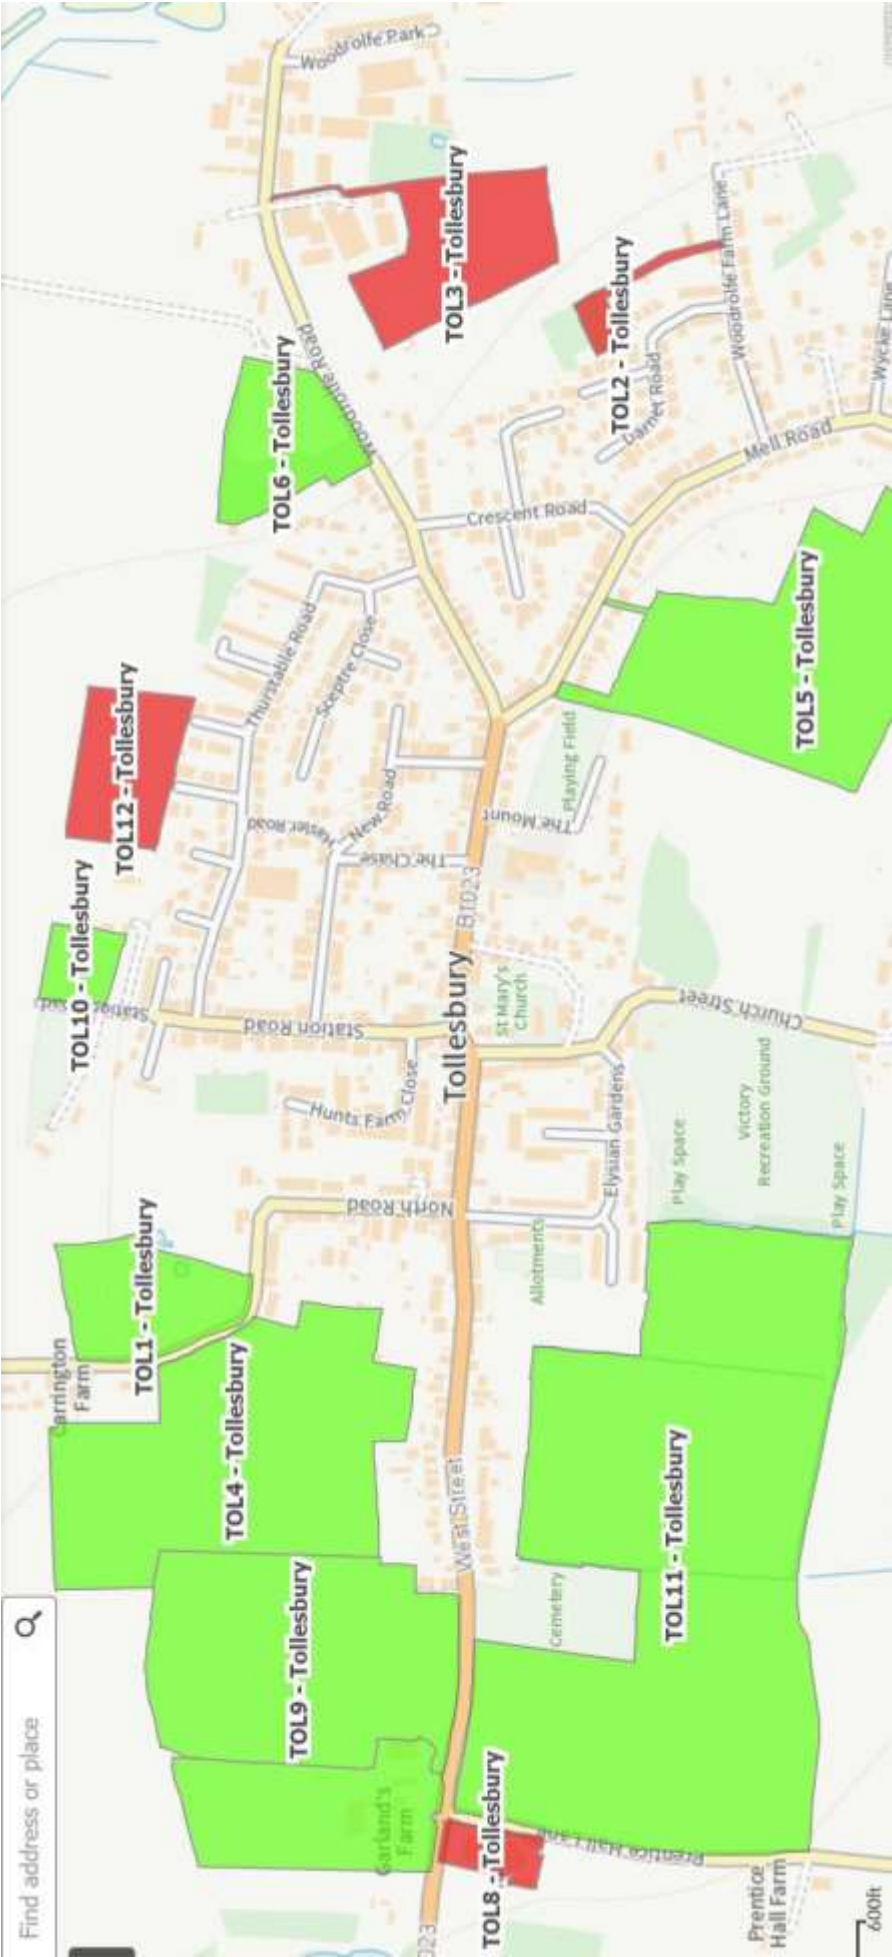 Find address or place
TOL10 - Tollesbury
TOL12 - Tollesbury
TOL6 - Tollesbury
TOL3 - Tollesbury
TOL2 - Tollesbury
TOL1 - Tollesbury
TOL4 - Tollesbury
TOL9 - Tollesbury
TOL11 - Tollesbury
TOL8 - Tollesbury
TOL5 - Tollesbury
Tollesbury
Carrington
Farm
Garland's
Farm
Prentice
Hall Farm
Prentice Hall Lane
West Street
B1023
North Road
Hunts Farm Close
Station Road
The Chase
New Road
Thurstable Road
Sceptre Close
Woodrolfe Road
Woodrolfe Park
Crescent Road
Darnet Road
Woodrolfe Farm Lane
Mell Road
Wycke Lane
The Mount
Playing Field
St Mary's
Church
Church Street
Elysian Gardens
Allotments
Cemetery
Play Space
Victory
Recreation Ground
Play Space
023
600ft